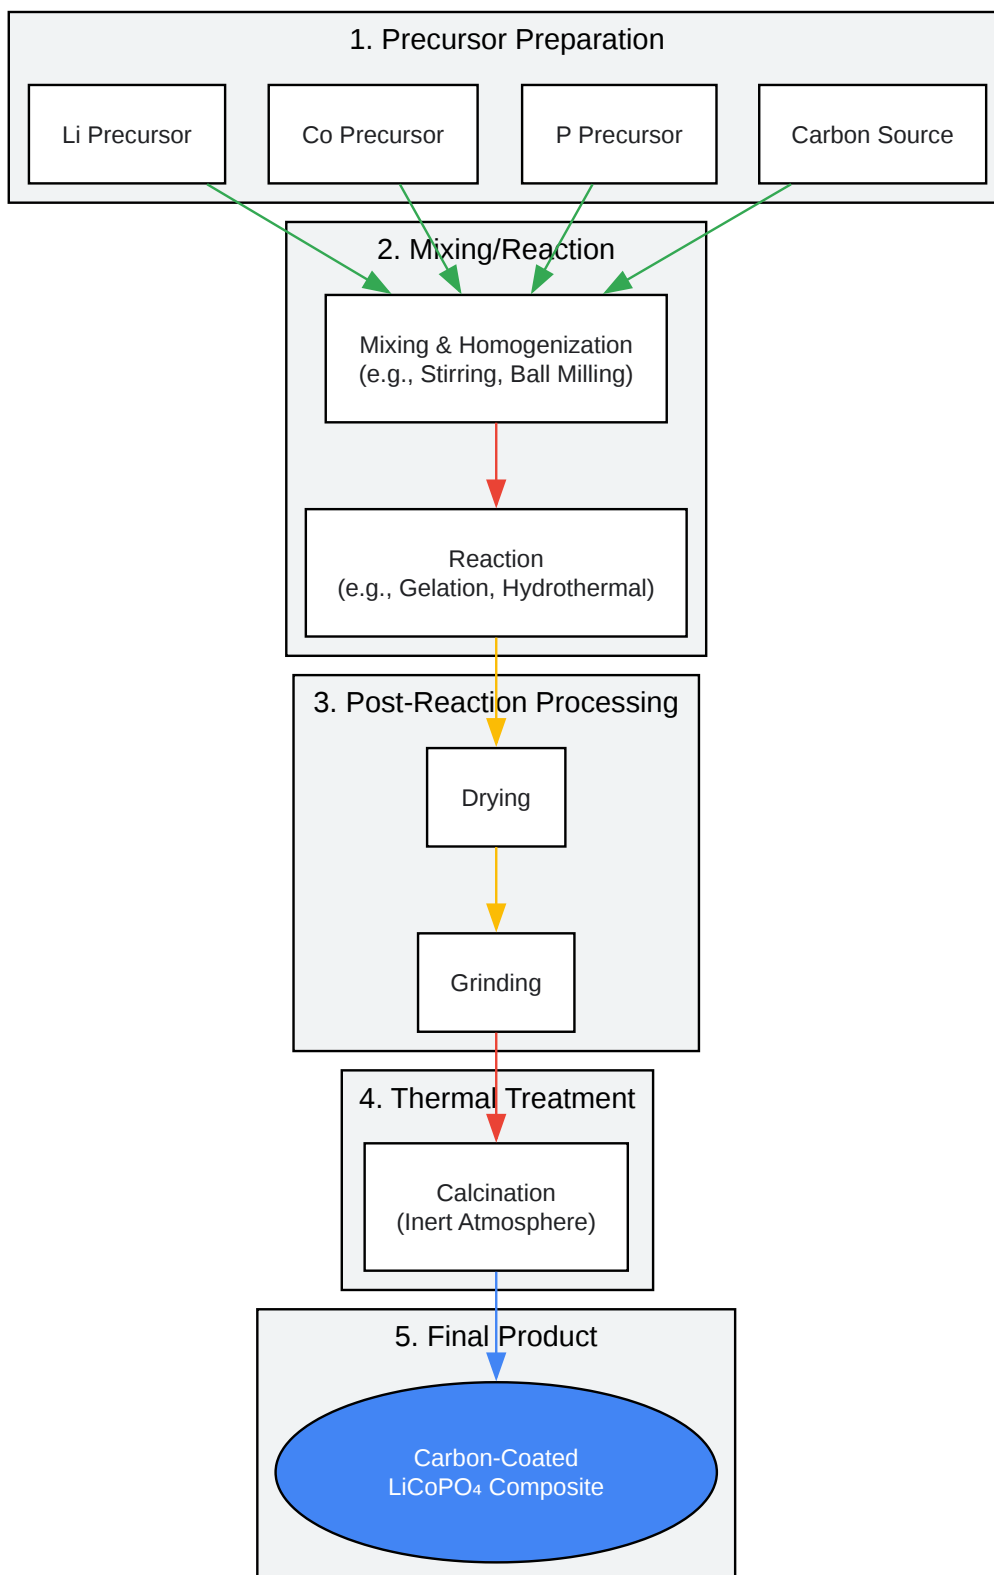 1. Precursor Preparation
Li Precursor
Co Precursor
P Precursor
Carbon Source
2. Mixing/Reaction
Mixing & Homogenization
(e.g., Stirring, Ball Milling)
Reaction
(e.g., Gelation, Hydrothermal)
3. Post-Reaction Processing
Drying
Grinding
4. Thermal Treatment
Calcination
(Inert Atmosphere)
5. Final Product
Carbon-Coated
LiCoPO₄ Composite